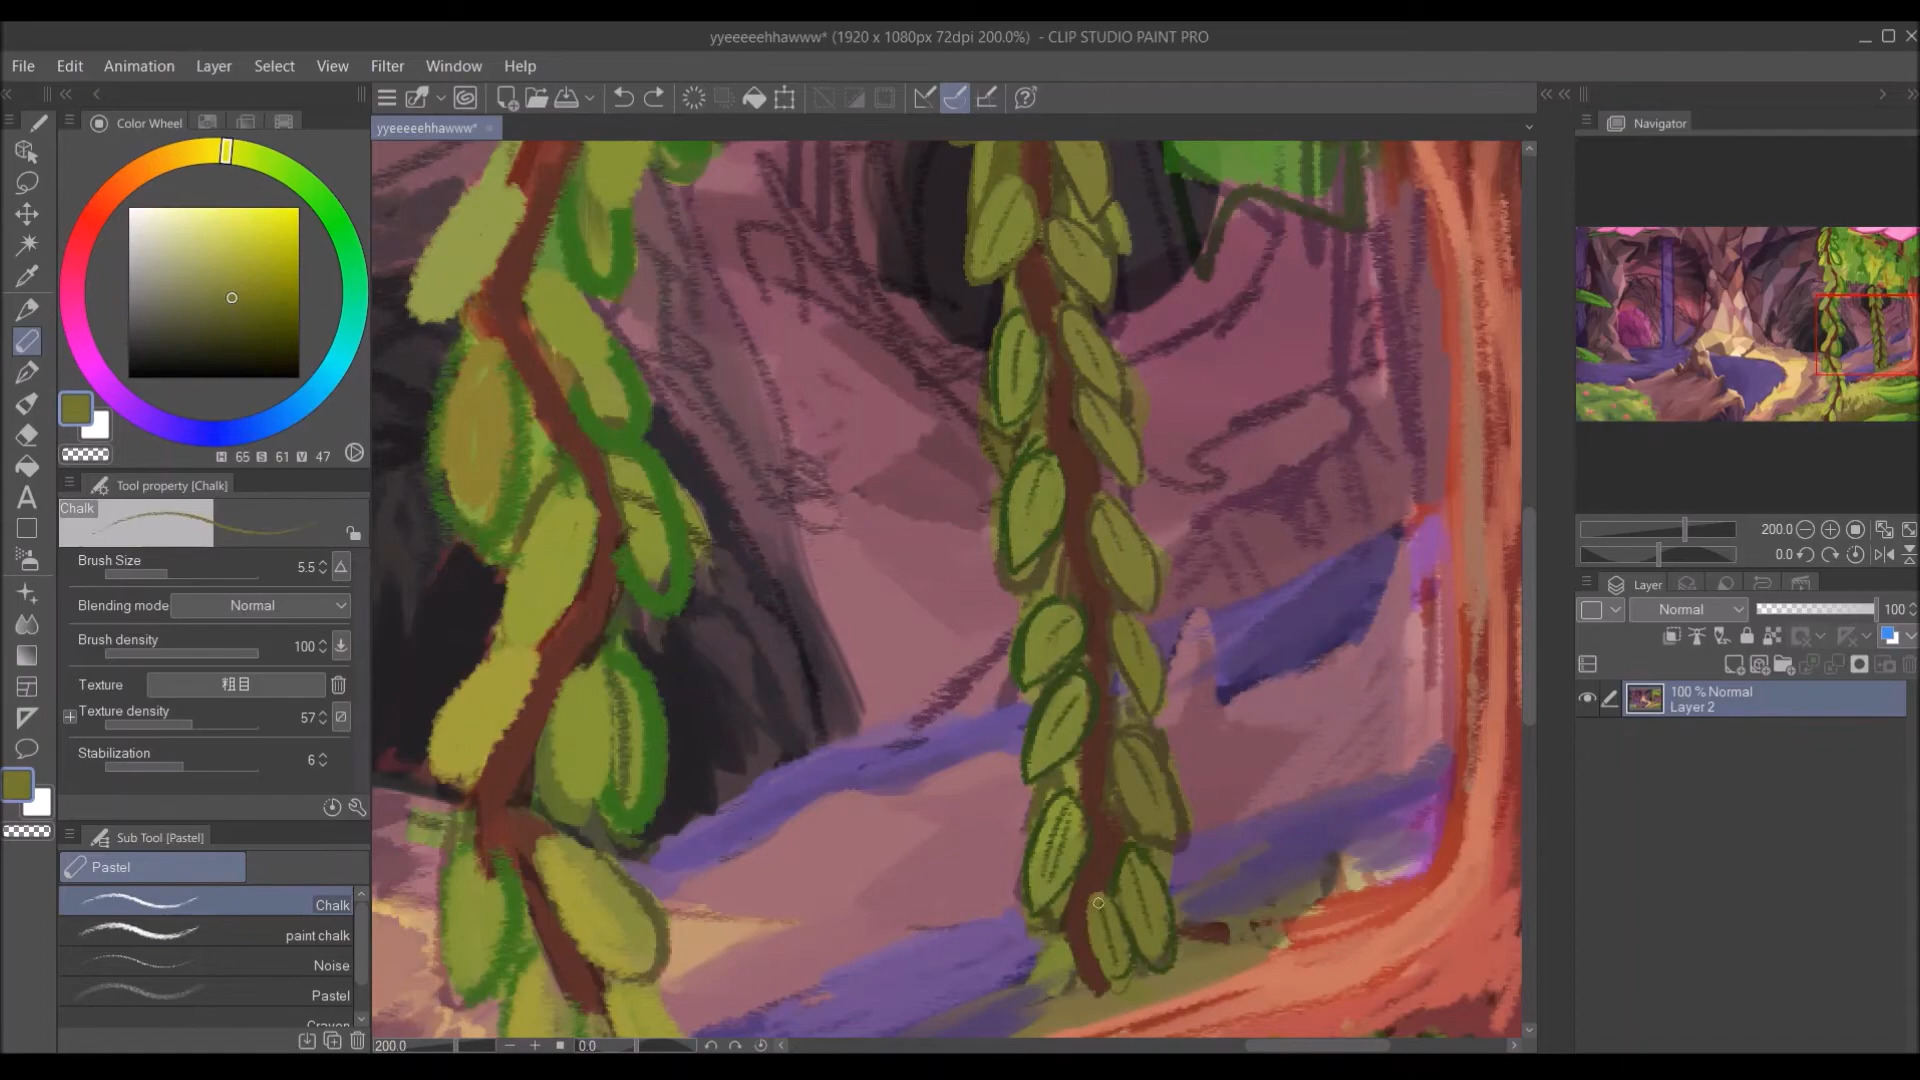 yyeeeeehhawww* (1920 x 1080px 72dpi 200.0%) - CLIP STUDIO PAINT PRO
File Edit Animation Layer Select View Filter Window Help
Color Wheel
yyeeeeehhawww*
Navigator
H 65 S 61 V 47
Tool property [Chalk]
Chalk
Brush Size 5.5
Blending mode Normal
Brush density 100
Texture 粗目
Texture density 57
Stabilization 6
Sub Tool [Pastel]
Pastel
Chalk
paint chalk
Noise
Pastel
Crayon
200.0 0.0
200.0
0.0
Layer
Normal 100
100 % Normal
Layer 2